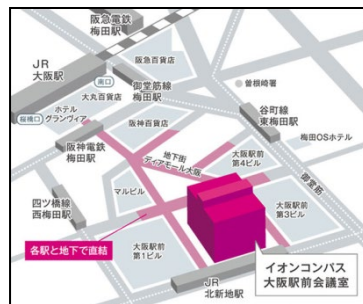 阪急電鉄
梅田駅
JR
大阪駅
南口
阪急百貨店
御堂筋線
梅田駅
大丸百貨店
桜橋口
ホテル
グランヴィア
曽根崎署
谷町線
東梅田駅
阪神百貨店
阪神電鉄
梅田駅
地下街
ディアモール大阪
大阪駅前
第4ビル
梅田OSホテル
御堂筋
四ツ橋線
西梅田駅
マルビル
大阪駅前
第3ビル
各駅と地下で直結
大阪駅前
第1ビル
イオンコンパス
大阪駅前会議室
JR
北新地駅